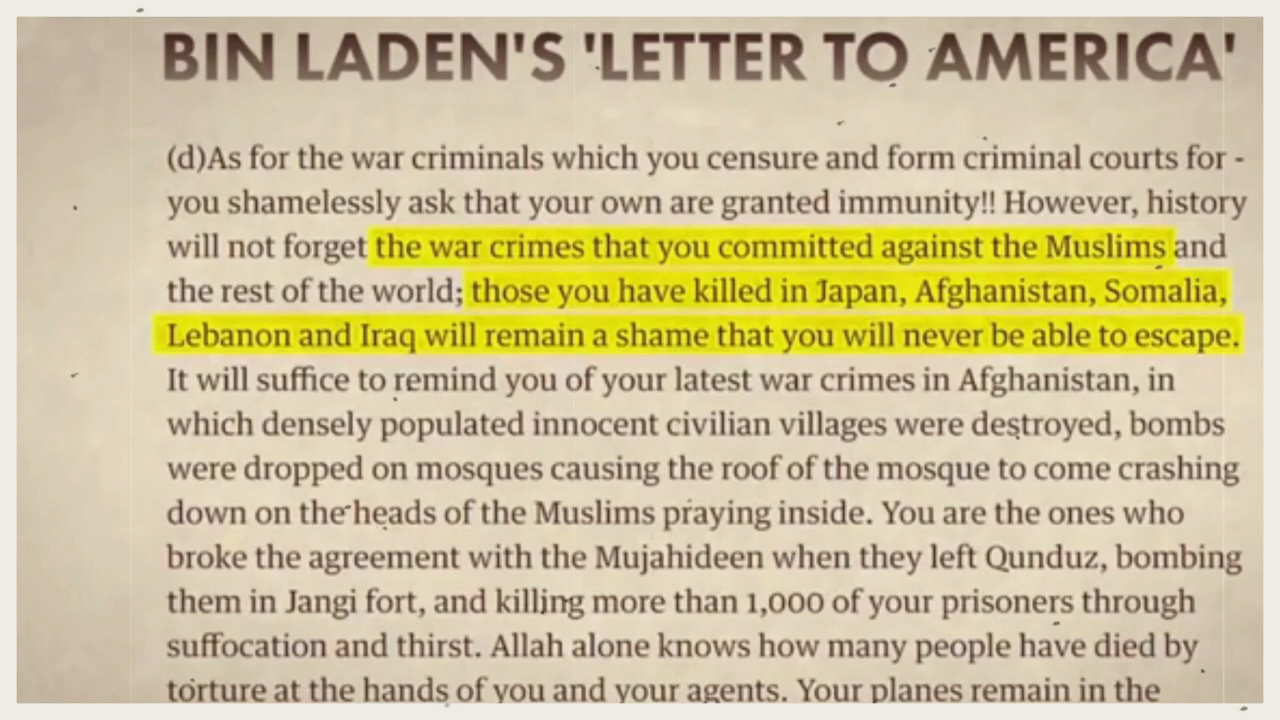 BIN LADEN'S 'LETTER TO AMERICA'
(d)As for the war criminals which you censure and form criminal courts for -
you shamelessly ask that your own are granted immunity!! However, history
will not forget the war crimes that you committed against the Muslims and
the rest of the world; those you have killed in Japan, Afghanistan, Somalia,
Lebanon and Iraq will remain a shame that you will never be able to escape.
It will suffice to remind you of your latest war crimes in Afghanistan, in
which densely populated innocent civilian villages were destroyed, bombs
were dropped on mosques causing the roof of the mosque to come crashing
down on the heads of the Muslims praying inside. You are the ones who
broke the agreement with the Mujahideen when they left Qunduz, bombing
them in Jangi fort, and killing more than 1,000 of your prisoners through
suffocation and thirst. Allah alone knows how many people have died by
torture at the hands of you and your agents. Your planes remain in the